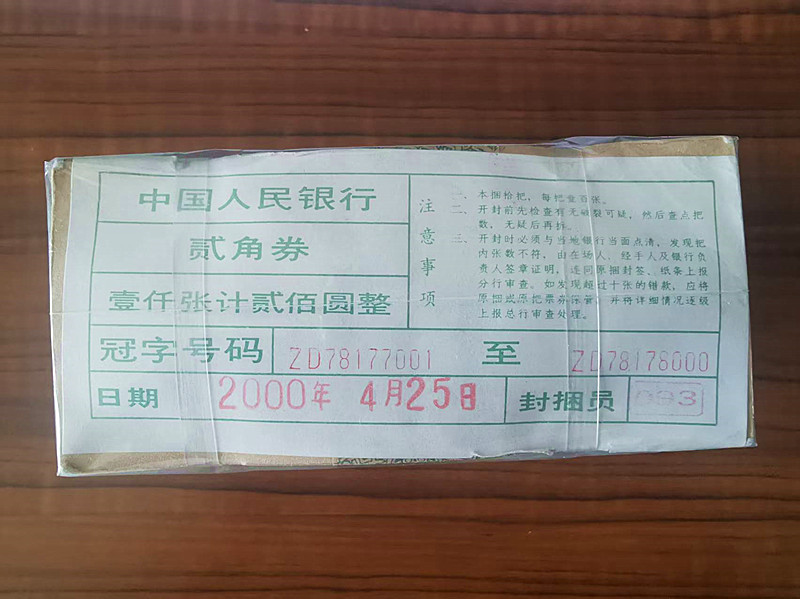 中国人民银行
贰角券
壹仟张计贰佰圆整
冠字号码 ZD78177001 至 ZD78178000
日期 2000年 4月25日 封捆员
注意事项
一、本捆拾把，每把壹百张。
二、开封前先检查有无破裂可疑，然后查点把
数，无疑后再拆。
三、开封时必须与当地银行当面点清，发现把
内张数不符，由在场人、经手人及银行负
责人签章证明，连同原捆封签、纸条上报
分行审查。如发现超过十张的错款，应将
原捆或原把票券保管，并将详细情况逐级
上报总行审查处理。